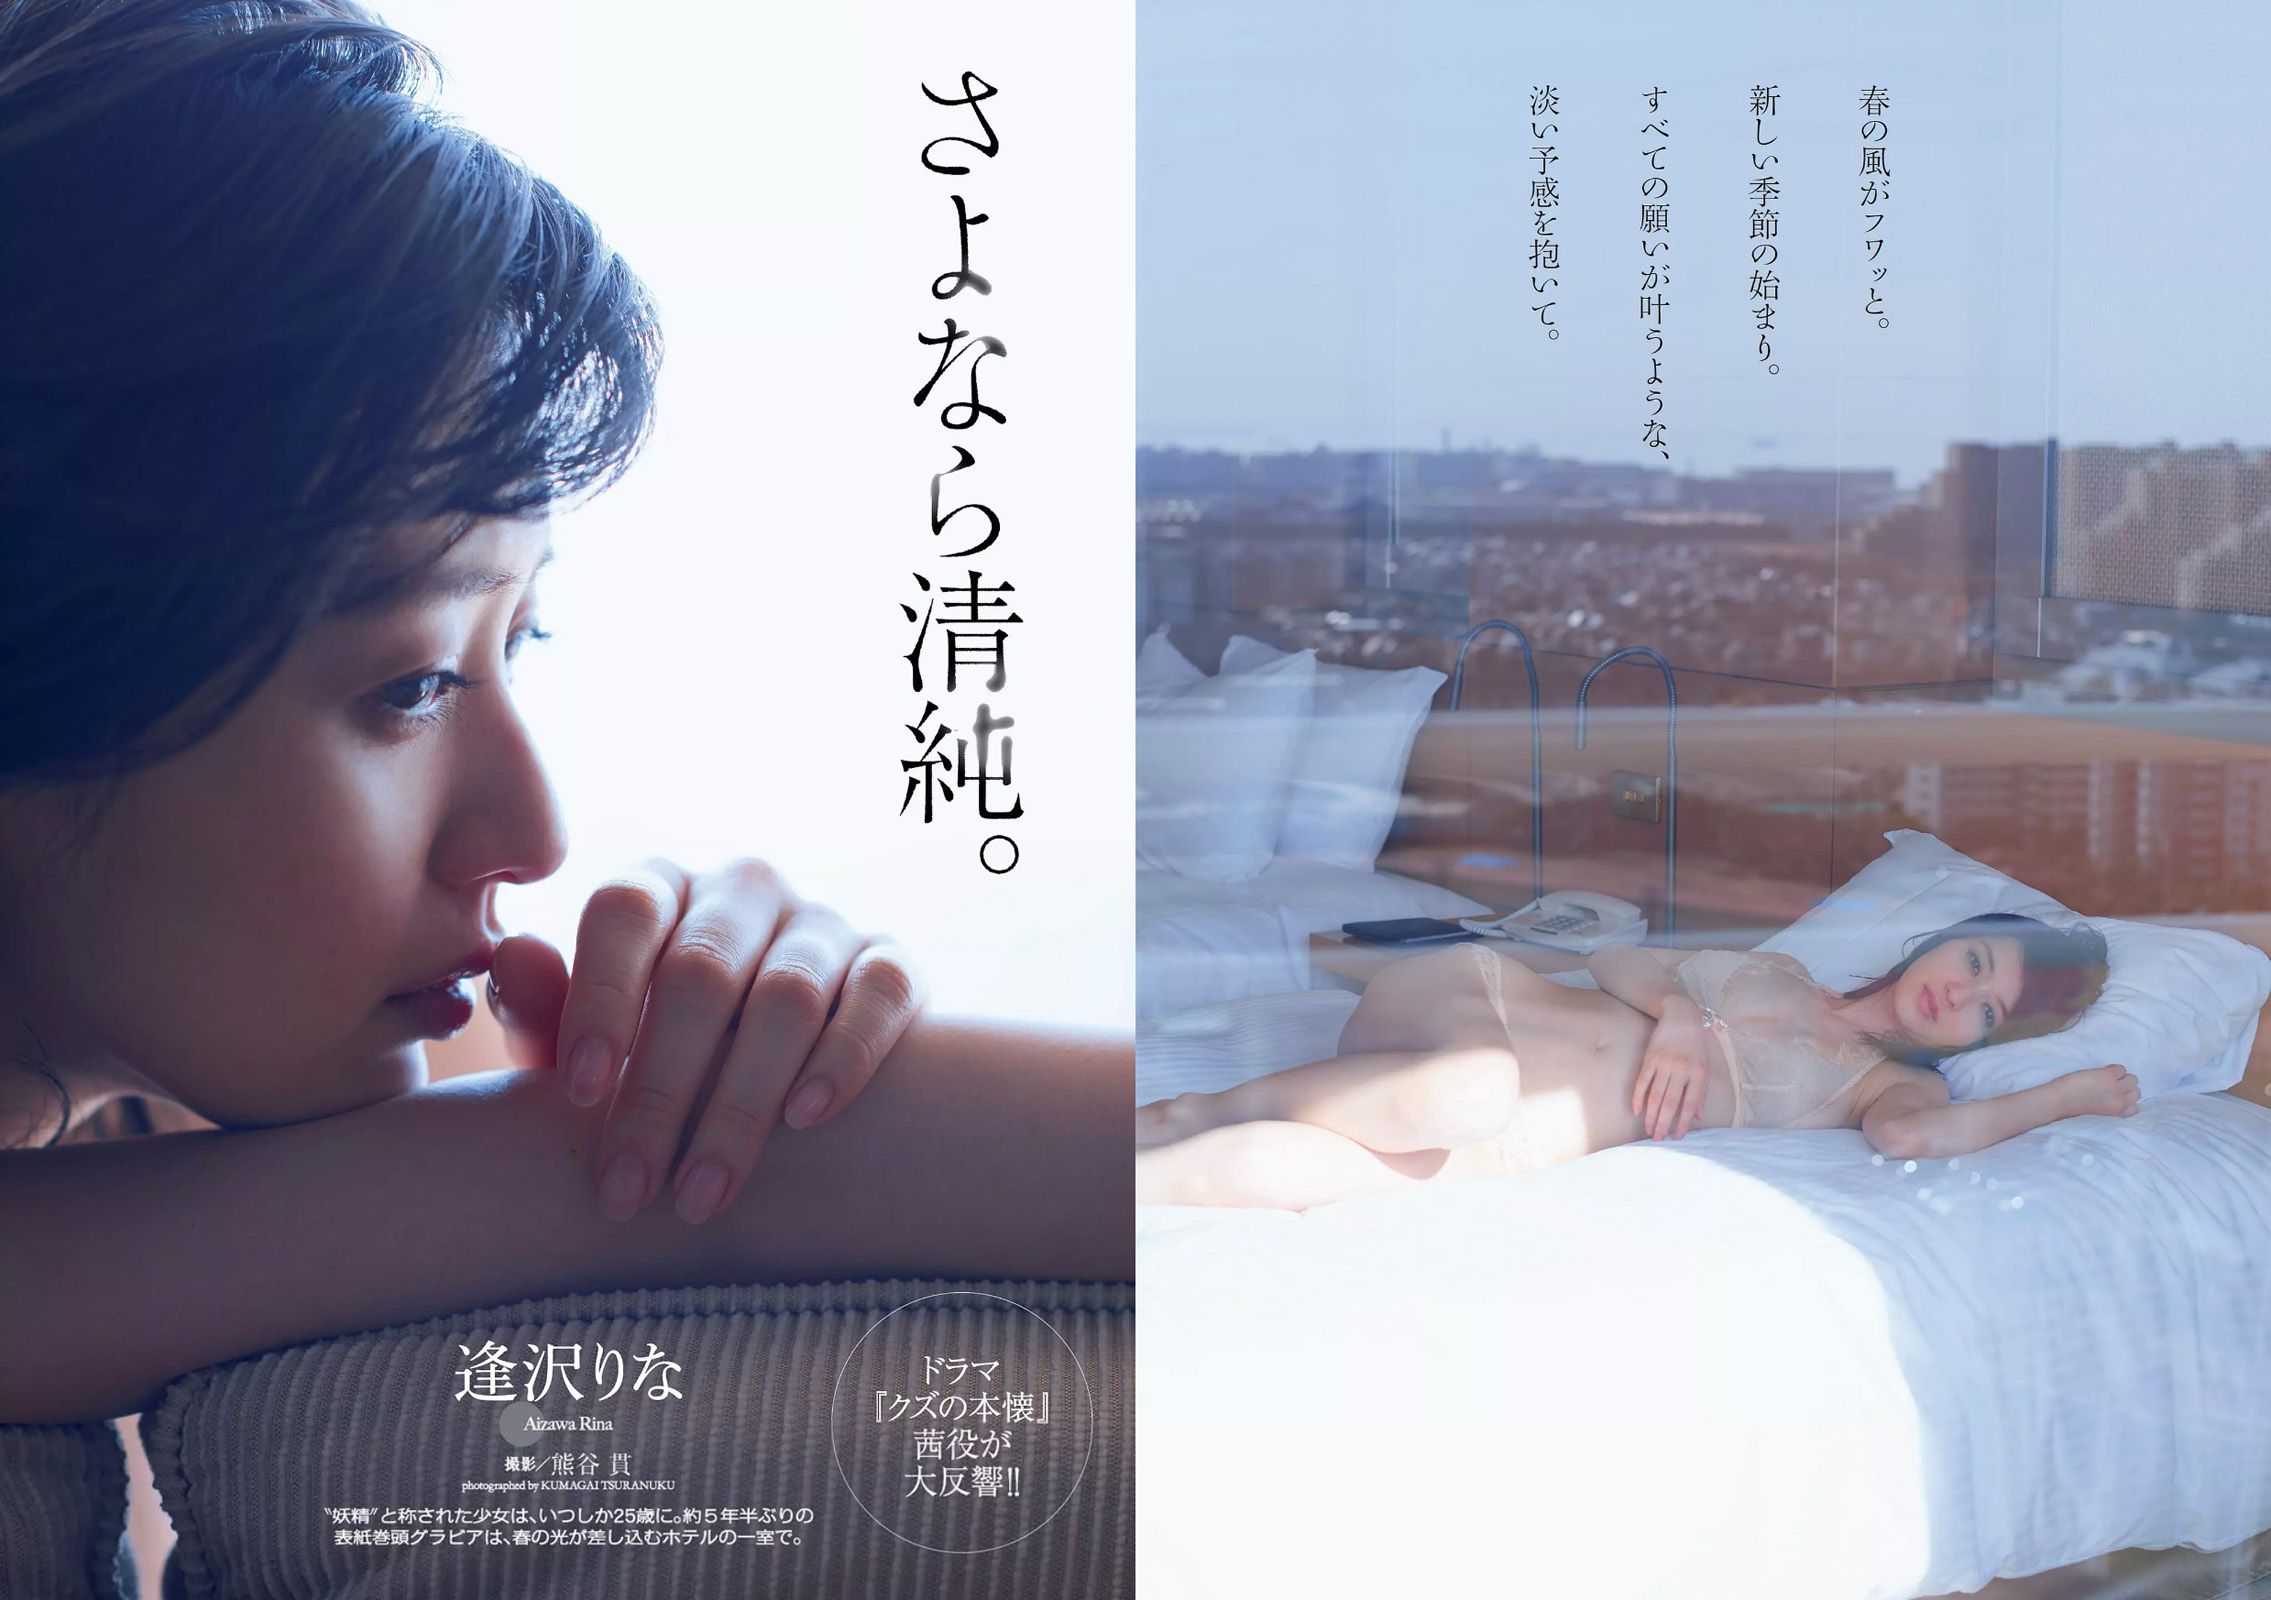 さよなら清純。
逢沢りな
Aizawa Rina
撮影/熊谷 貫
photographed by KUMAGAI TSURANUKU
“妖精”と称された少女は、いつしか25歳に。約5年半ぶりの
表紙巻頭グラビアは、春の光が差し込むホテルの一室で。
ドラマ
『クズの本懐』
茜役が
大反響!!
春の風がフワッと。
新しい季節の始まり。
すべての願いが叶うような、
淡い予感を抱いて。